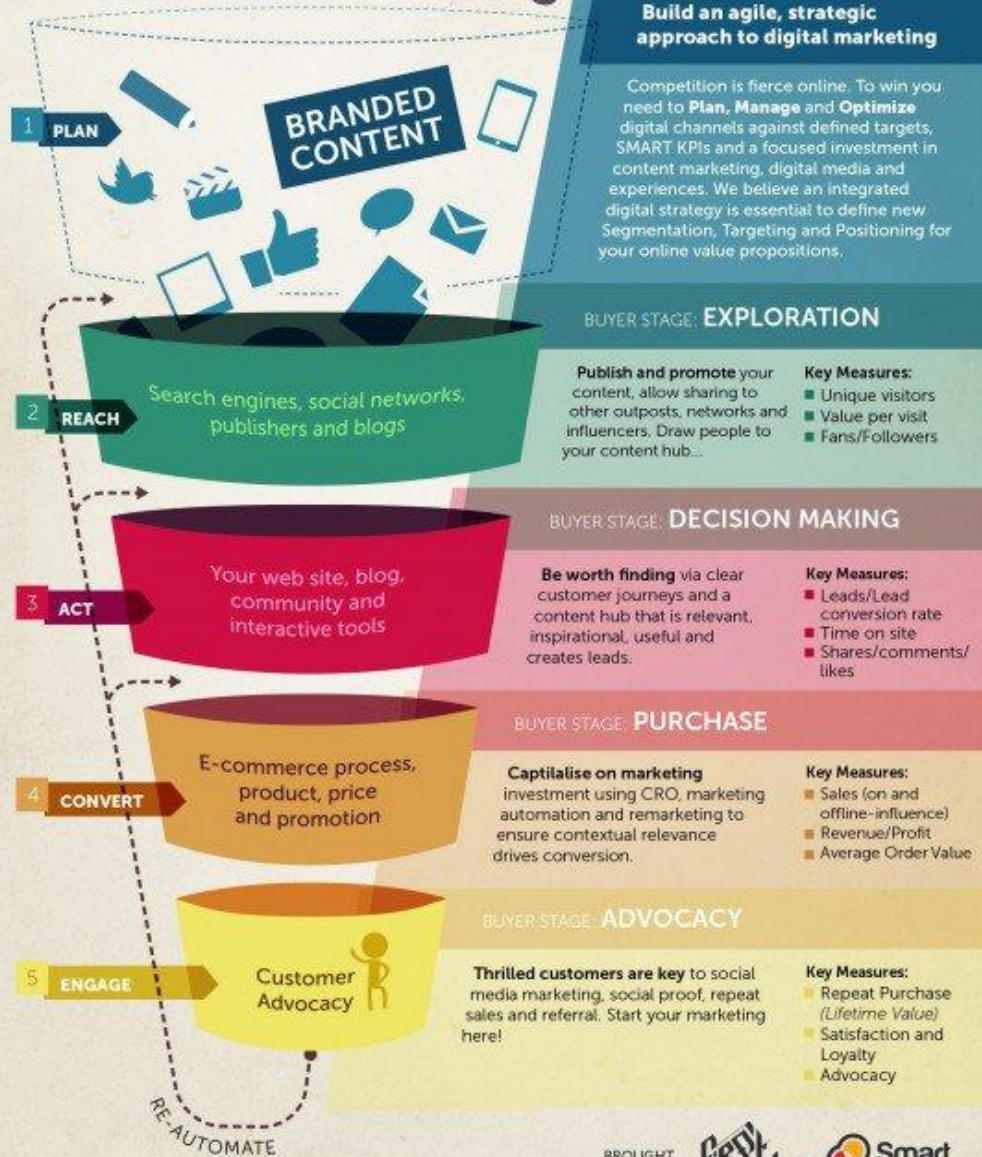 Build an agile, strategic
approach to digital marketing
Competition is fierce online. To win you
need to Plan, Manage and Optimize
digital channels against defined targets,
SMART KPIs and a focused investment in
content marketing, digital media and
experiences. We believe an integrated
digital strategy is essential to define new
Segmentation, Targeting and Positioning for
your online value propositions.
1 PLAN
BRANDED
CONTENT
2 REACH
Search engines, social networks,
publishers and blogs
BUYER STAGE: EXPLORATION
Publish and promote your
content, allow sharing to
other outposts, networks and
influencers. Draw people to
your content hub...
Key Measures:
Unique visitors
Value per visit
Fans/Followers
3 ACT
Your web site, blog,
community and
interactive tools
BUYER STAGE: DECISION MAKING
Be worth finding via clear
customer journeys and a
content hub that is relevant,
inspirational, useful and
creates leads.
Key Measures:
Leads/Lead
conversion rate
Time on site
Shares/comments/
likes
4 CONVERT
E-commerce process,
product, price
and promotion
BUYER STAGE: PURCHASE
Captilalise on marketing
investment using CRO, marketing
automation and remarketing to
ensure contextual relevance
drives conversion.
Key Measures:
Sales (on and
offline-influence)
Revenue/Profit
Average Order Value
5 ENGAGE
Customer
Advocacy
BUYER STAGE: ADVOCACY
Thrilled customers are key to social
media marketing, social proof, repeat
sales and referral. Start your marketing
here!
Key Measures:
Repeat Purchase
(Lifetime Value)
Satisfaction and
Loyalty
Advocacy
RE-AUTOMATE
BROUGHT
Smart